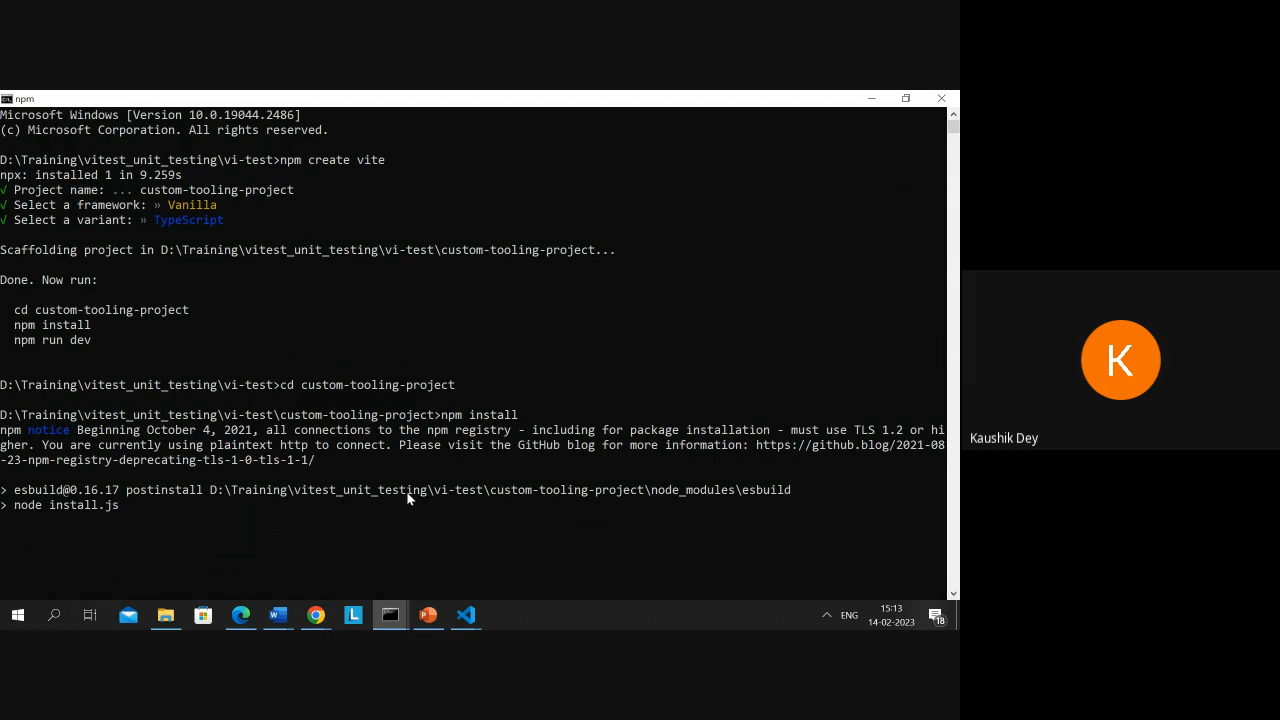 npm
Microsoft Windows [Version 10.0.19044.2486]
(c) Microsoft Corporation. All rights reserved.
D:\Training\vitest_unit_testing\vi-test>npm create vite
npx: installed 1 in 9.259s
√ Project name: ... custom-tooling-project
√ Select a framework: » Vanilla
√ Select a variant: » TypeScript
Scaffolding project in D:\Training\vitest_unit_testing\vi-test\custom-tooling-project...
Done. Now run:
cd custom-tooling-project
npm install
npm run dev
D:\Training\vitest_unit_testing\vi-test>cd custom-tooling-project
D:\Training\vitest_unit_testing\vi-test\custom-tooling-project>npm install
npm notice Beginning October 4, 2021, all connections to the npm registry - including for package installation - must use TLS 1.2 or hi
gher. You are currently using plaintext http to connect. Please visit the GitHub blog for more information: https://github.blog/2021-08
-23-npm-registry-deprecating-tls-1-0-tls-1-1/
> esbuild@0.16.17 postinstall D:\Training\vitest_unit_testing\vi-test\custom-tooling-project\node_modules\esbuild
> node install.js
K
Kaushik Dey
L
ENG
15:13
14-02-2023
18